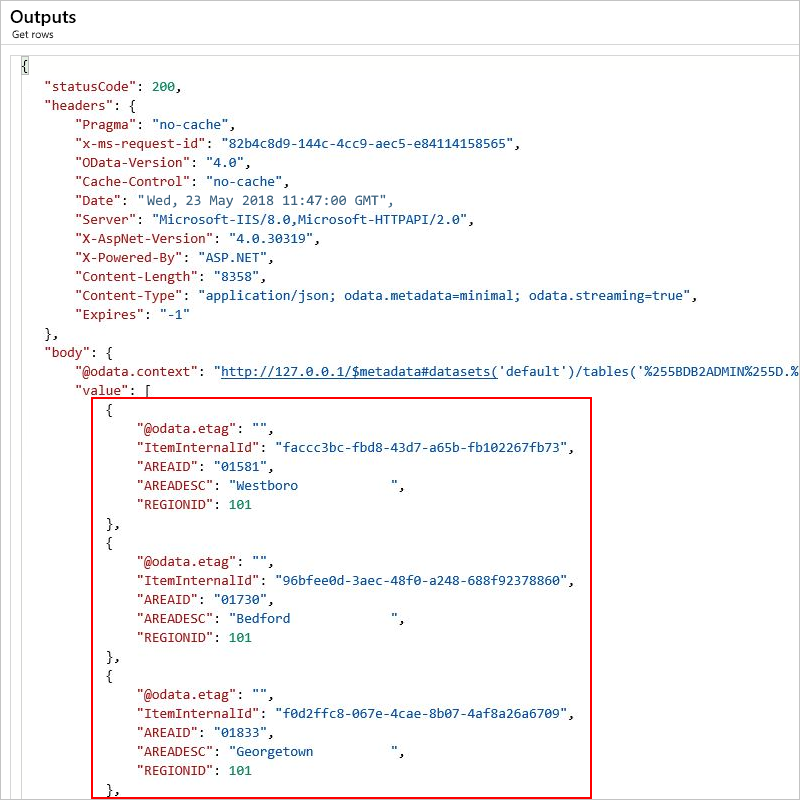 Outputs
Get rows
{
"statusCode": 200,
"headers": {
"Pragma": "no-cache",
"x-ms-request-id": "82b4c8d9-144c-4cc9-aec5-e84114158565",
"OData-Version": "4.0",
"Cache-Control": "no-cache",
"Date": "Wed, 23 May 2018 11:47:00 GMT",
"Server": "Microsoft-IIS/8.0,Microsoft-HTTPAPI/2.0",
"X-AspNet-Version": "4.0.30319",
"X-Powered-By": "ASP.NET",
"Content-Length": "8358",
"Content-Type": "application/json; odata.metadata=minimal; odata.streaming=true",
"Expires": "-1"
},
"body": {
"@odata.context": "http://127.0.0.1/$metadata#datasets('default')/tables('%255BDB2ADMIN%255D.%
"value": [
{
"@odata.etag": "",
"ItemInternalId": "faccc3bc-fbd8-43d7-a65b-fb102267fb73",
"AREAID": "01581",
"AREADESC": "Westboro            ",
"REGIONID": 101
},
{
"@odata.etag": "",
"ItemInternalId": "96bfee0d-3aec-48f0-a248-688f92378860",
"AREAID": "01730",
"AREADESC": "Bedford             ",
"REGIONID": 101
},
{
"@odata.etag": "",
"ItemInternalId": "f0d2ffc8-067e-4cae-8b07-4af8a26a6709",
"AREAID": "01833",
"AREADESC": "Georgetown          ",
"REGIONID": 101
},